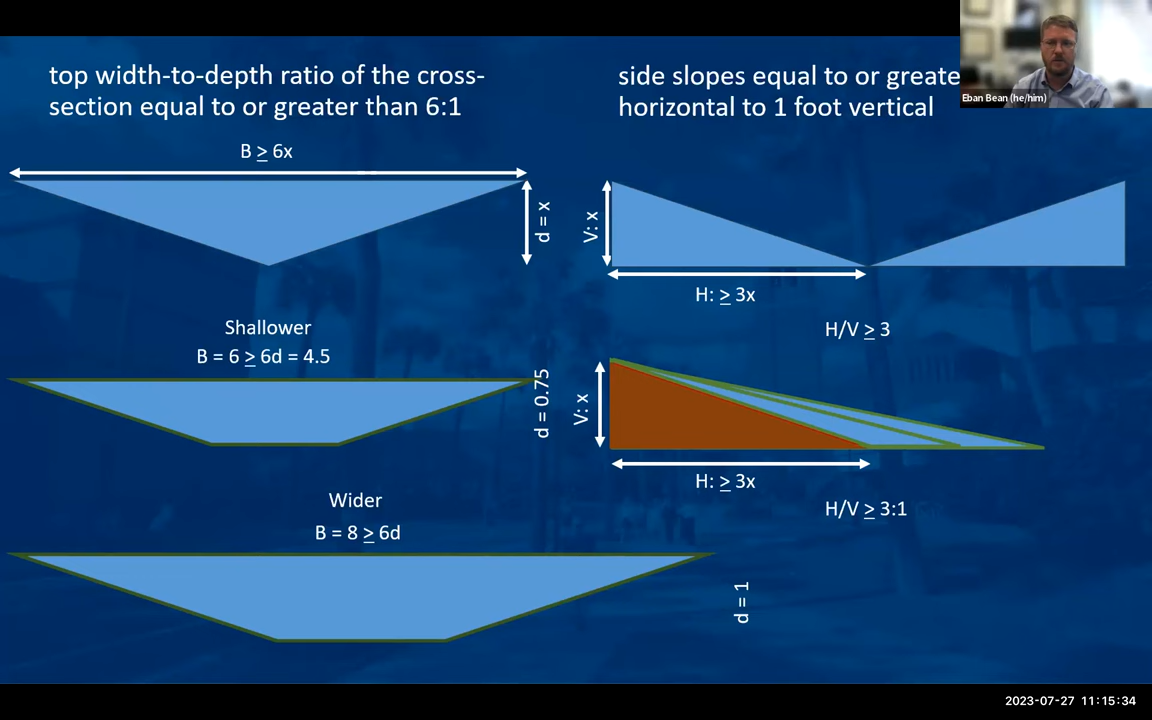 top width-to-depth ratio of the cross-
section equal to or greater than 6:1
B ≥ 6x
d = x
Shallower
B = 6 ≥ 6d = 4.5
d = 0.75
Wider
B = 8 ≥ 6d
d = 1
side slopes equal to or greate
horizontal to 1 foot vertical
V: x
H: ≥ 3x
H/V ≥ 3
V: x
H: ≥ 3x
H/V ≥ 3:1
Eban Bean (he/him)
2023-07-27 11:15:34